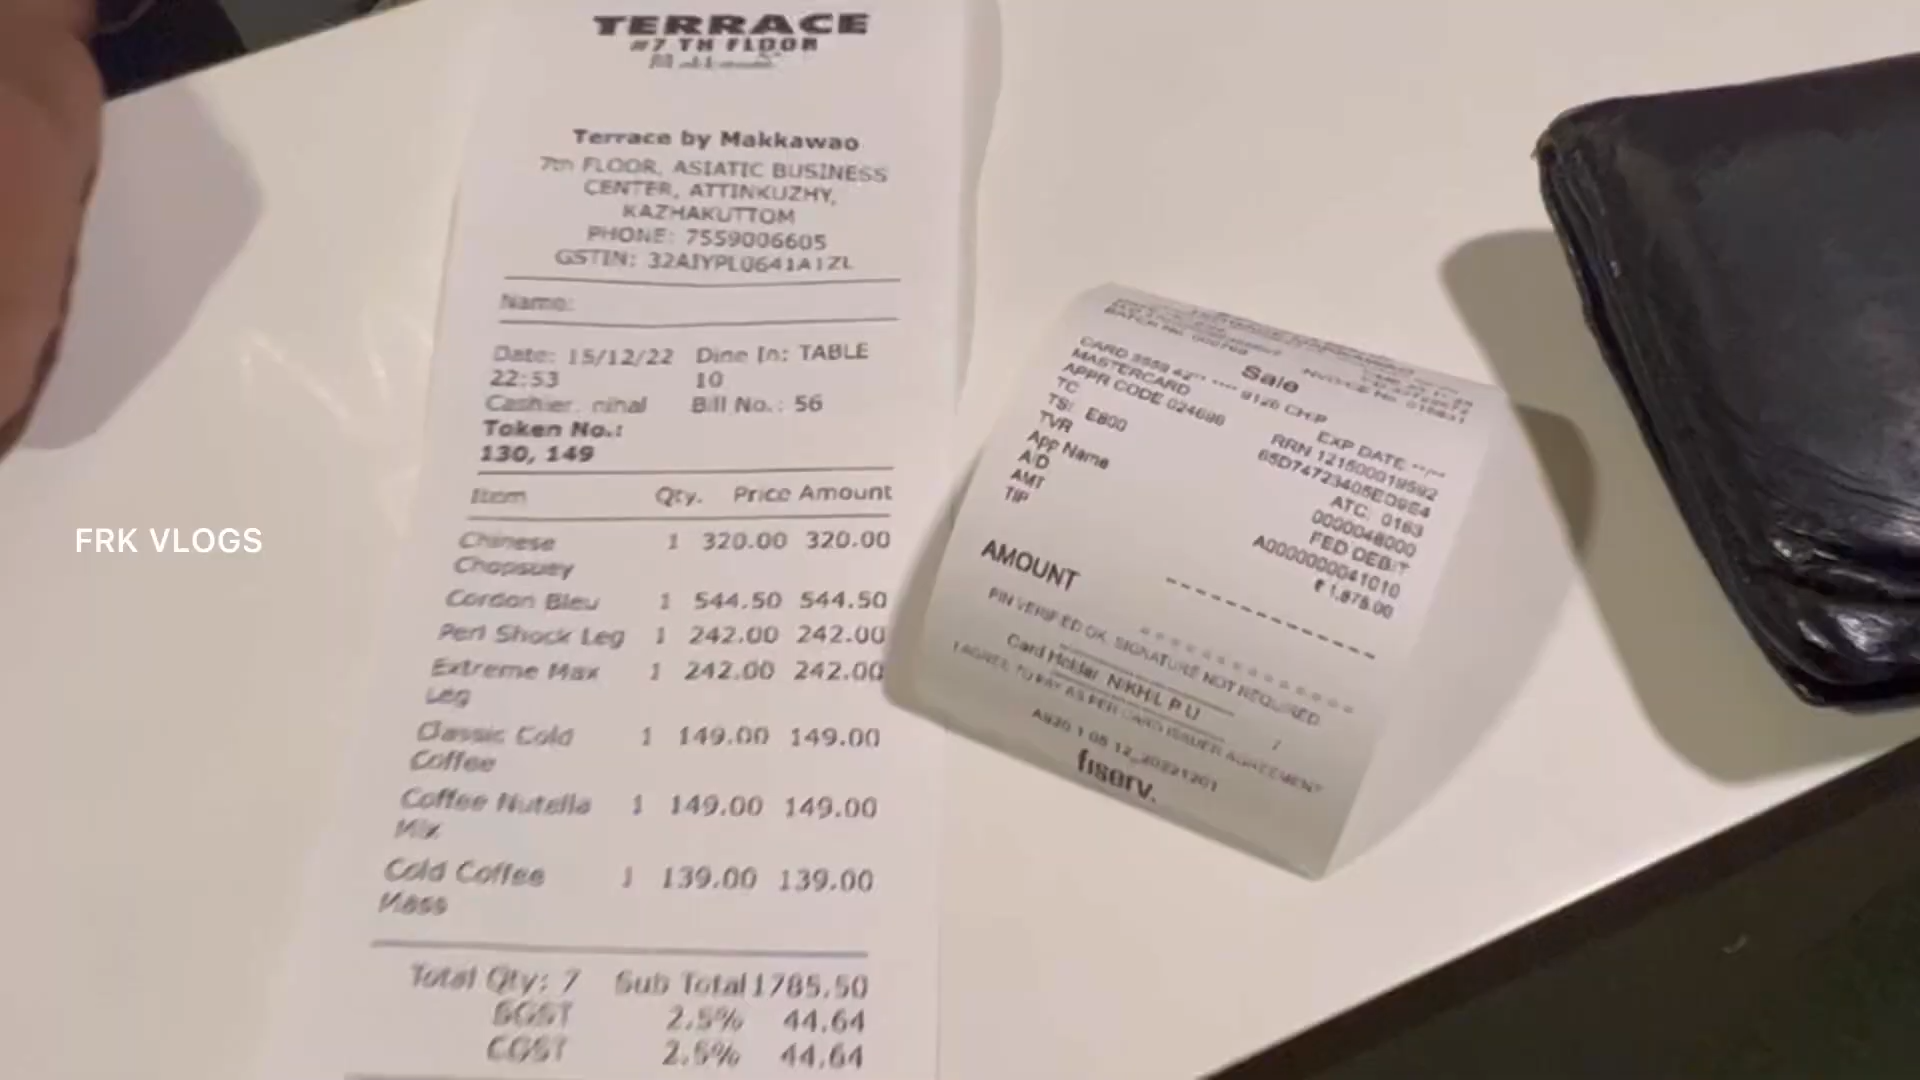 TERRACE
#7 TH FLOOR
Terrace by Makkawao
7th FLOOR, ASIATIC BUSINESS
CENTER, ATTINKUZHY,
KAZHAKUTTOM
PHONE: 7559006605
GSTIN: 32AIYPL0641A1ZL
Name:
Date: 15/12/22 Dine In: TABLE
22:53 10
Cashier: nihal Bill No.: 56
Token No.:
130, 149
Item Qty. Price Amount
Chinese 1 320.00 320.00
Chopsuey
Cordon Bleu 1 544.50 544.50
Peri Shock Leg 1 242.00 242.00
Extreme Max 1 242.00 242.00
Leg
Classic Cold 1 149.00 149.00
Coffee
Coffee Nutella 1 149.00 149.00
Mix
Cold Coffee 1 139.00 139.00
Mass
Total Qty: 7 Sub Total 1785.50
SGST 2.5% 44.64
CGST 2.5% 44.64
Sale
MASTERCARD
EXP DATE **/**
APPR CODE
TC
TSI E800
ATC: 0163
TVR
App Name FED DEBIT
AID A0000000041010
AMT ₹ 1,875.00
TIP
AMOUNT
PIN VERIFIED OK, SIGNATURE NOT REQUIRED
Card Holder NIKHIL P U
I AGREE TO PAY AS PER CARD ISSUER AGREEMENT
fiserv.
FRK VLOGS